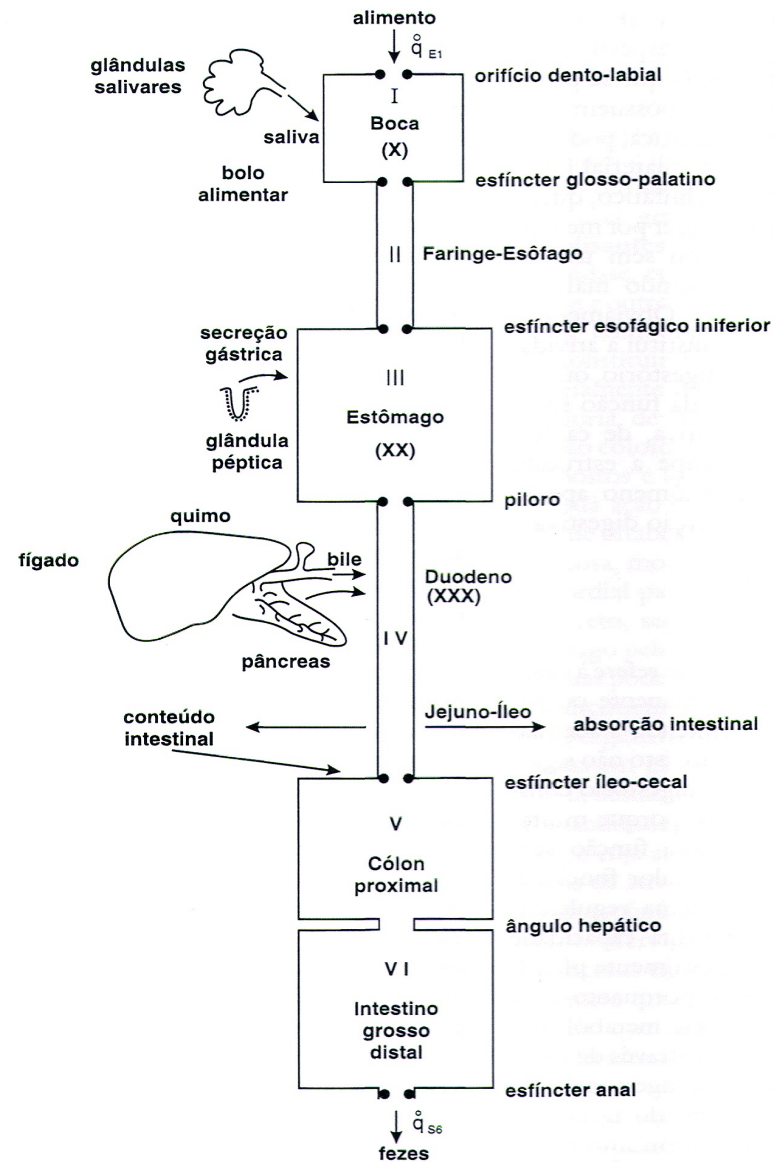 alimento
q̊ E1
glândulas
salivares
orifício dento-labial
I
Boca
(X)
saliva
bolo
alimentar
esfíncter glosso-palatino
II
Faringe-Esôfago
esfíncter esofágico iniferior
secreção
gástrica
III
Estômago
(XX)
glândula
péptica
piloro
quimo
fígado
bile
Duodeno
(XXX)
IV
pâncreas
Jejuno-Íleo
conteúdo
intestinal
absorção intestinal
esfíncter íleo-cecal
V
Cólon
proximal
ângulo hepático
VI
Intestino
grosso
distal
esfíncter anal
q̊ S6
fezes